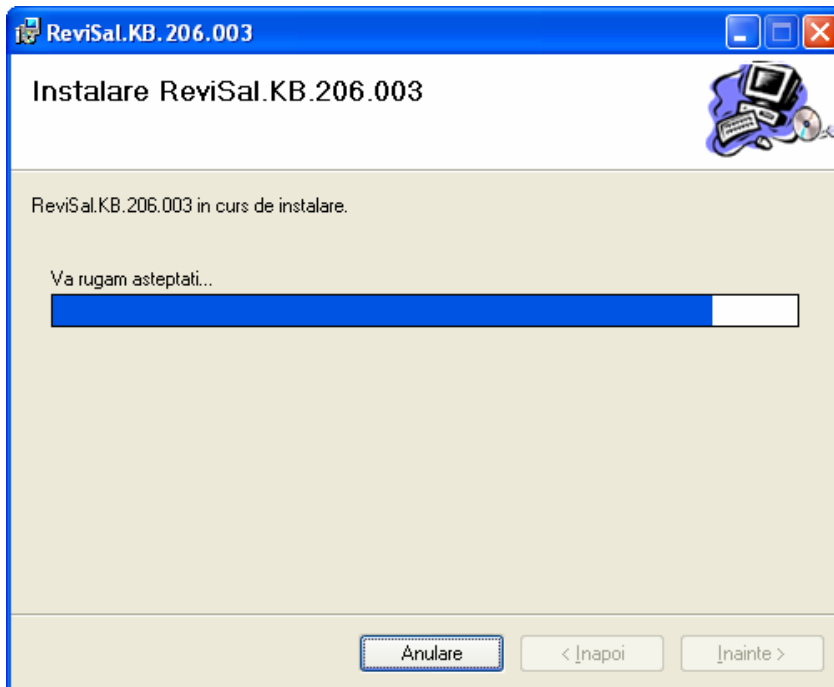 ReviSal.KB.206.003
Instalare ReviSal.KB.206.003
ReviSal.KB.206.003 in curs de instalare.
Va rugam asteptati...
Anulare
< Inapoi
Inainte >